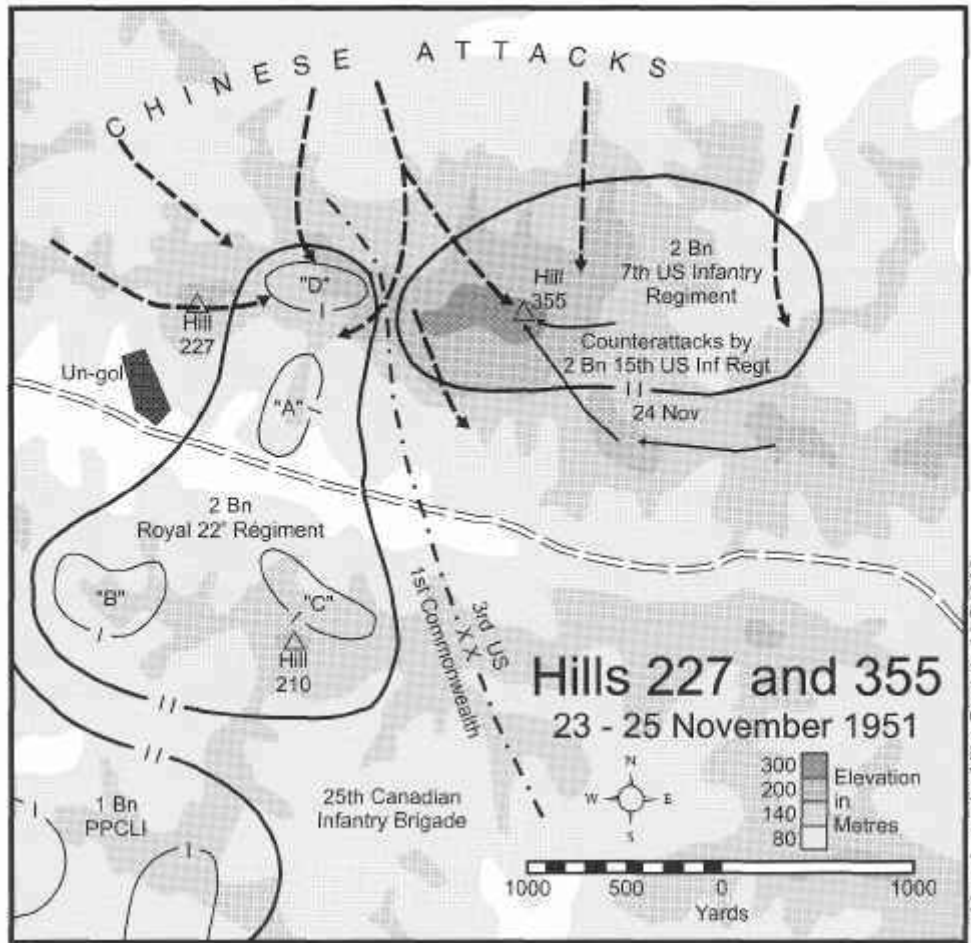 CHINESE ATTACKS
2 Bn
7th US Infantry
Regiment
Hill
355
"D"
Hill
227
Counterattacks by
2 Bn 15th US Inf Regt
24 Nov
Un-gol
"A"
2 Bn
Royal 22e Régiment
"B"
"C"
Hill
210
1st Commonwealth
XX
3rd US
Hills 227 and 355
23 - 25 November 1951
1 Bn
PPCLI
25th Canadian
Infantry Brigade
N
W E
S
300
200
140
80
Elevation
in
Metres
1000 500 0 1000
Yards